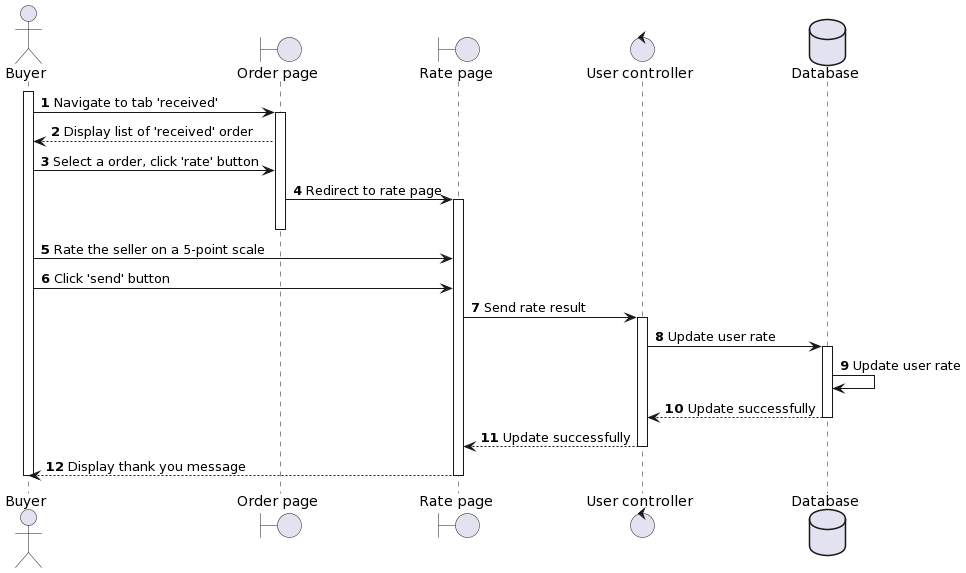 Buyer
Order page
Rate page
User controller
Database
1 Navigate to tab 'received'
2 Display list of 'received' order
3 Select a order, click 'rate' button
4 Redirect to rate page
5 Rate the seller on a 5-point scale
6 Click 'send' button
7 Send rate result
8 Update user rate
9 Update user rate
10 Update successfully
11 Update successfully
12 Display thank you message
Buyer
Order page
Rate page
User controller
Database